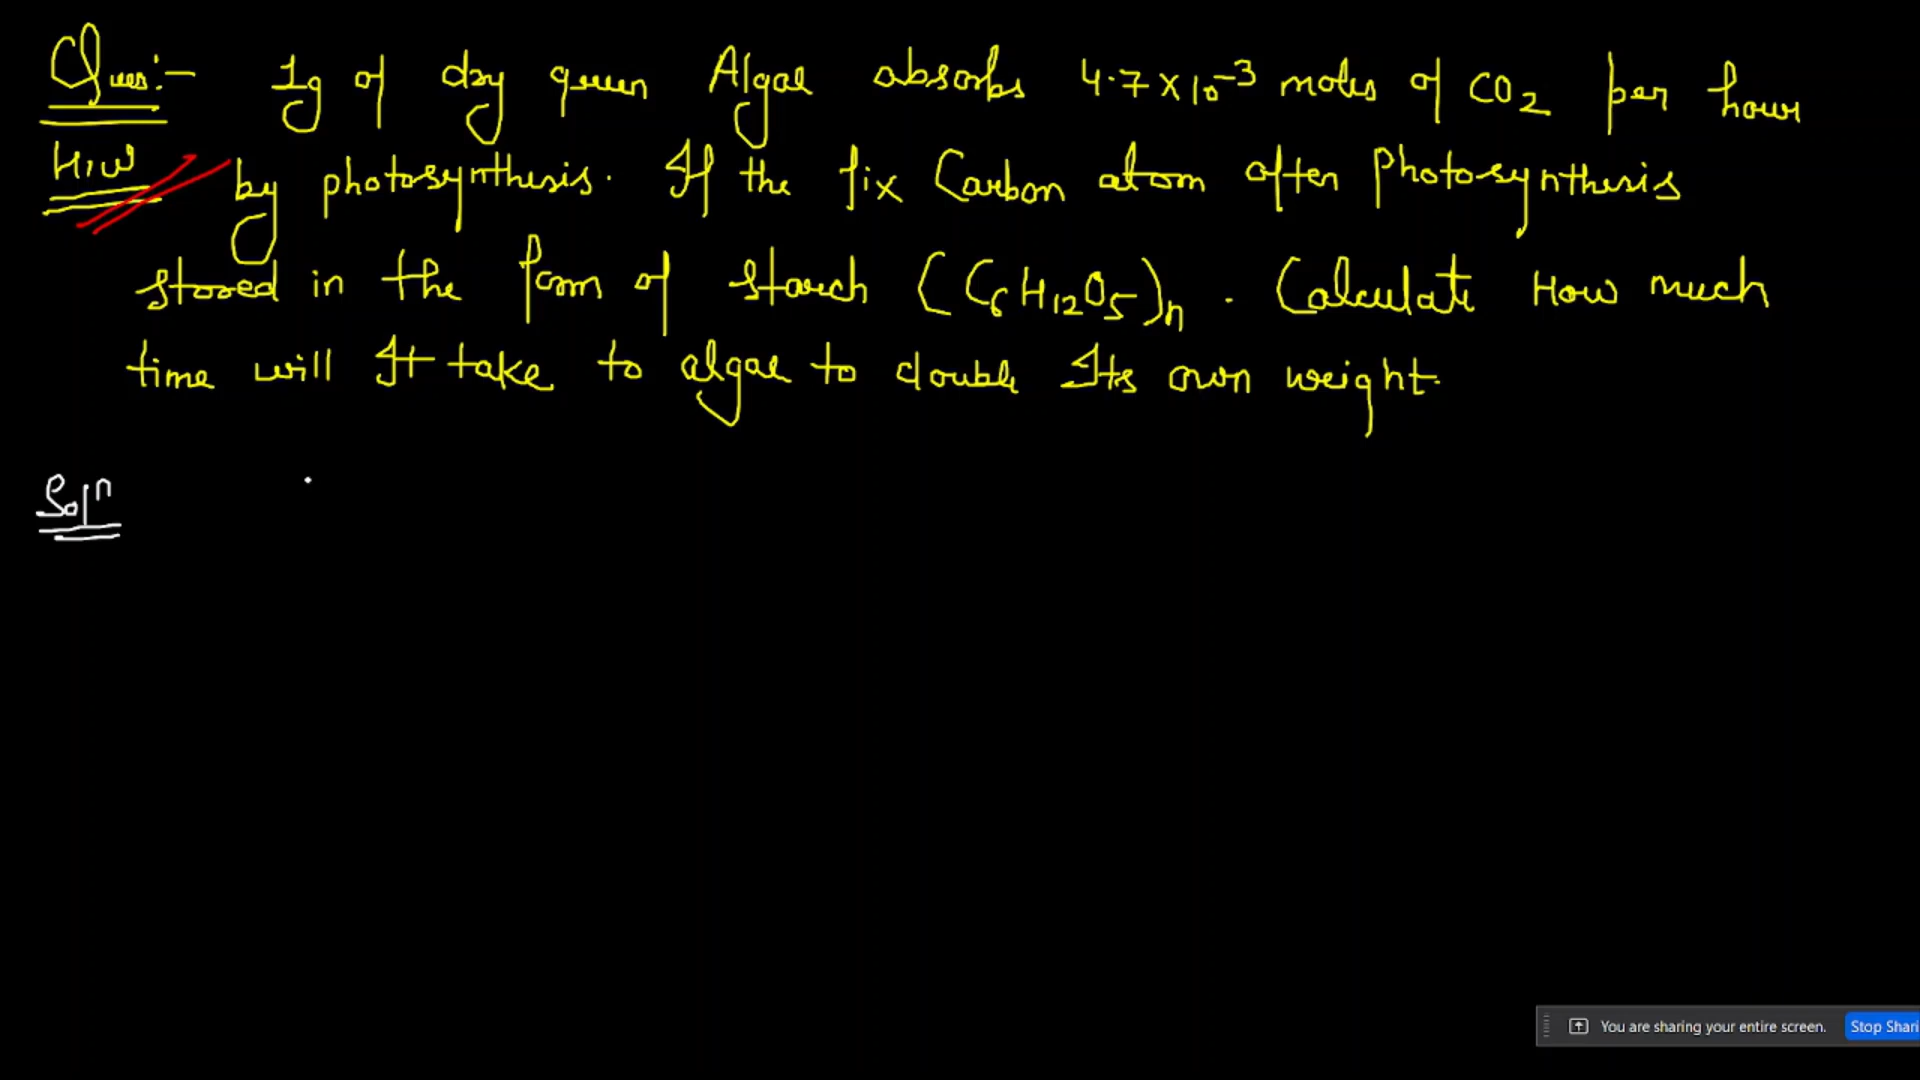 Ques:- 1g of dry green Algae absorbs 4.7×10⁻³ moles of CO₂ per hour
H/W by photosynthesis. If the fix Carbon atom after Photosynthesis
stored in the form of starch (C₆H₁₂O₅)ₙ. Calculate How much
time will It take to algae to double Its own weight.
Solⁿ
You are sharing your entire screen. Stop Shari